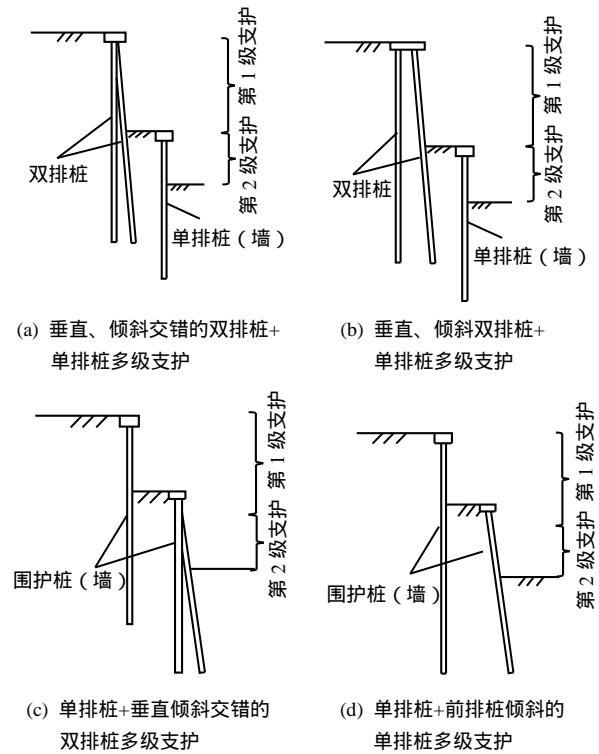 第1级支护
第2级支护
双排桩
单排桩（墙）
(a) 垂直、倾斜交错的双排桩+
单排桩多级支护
第1级支护
第2级支护
双排桩
单排桩（墙）
(b) 垂直、倾斜双排桩+
单排桩多级支护
第1级支护
第2级支护
围护桩（墙）
(c) 单排桩+垂直倾斜交错的
双排桩多级支护
第1级支护
第2级支护
围护桩（墙）
(d) 单排桩+前排桩倾斜的
单排桩多级支护